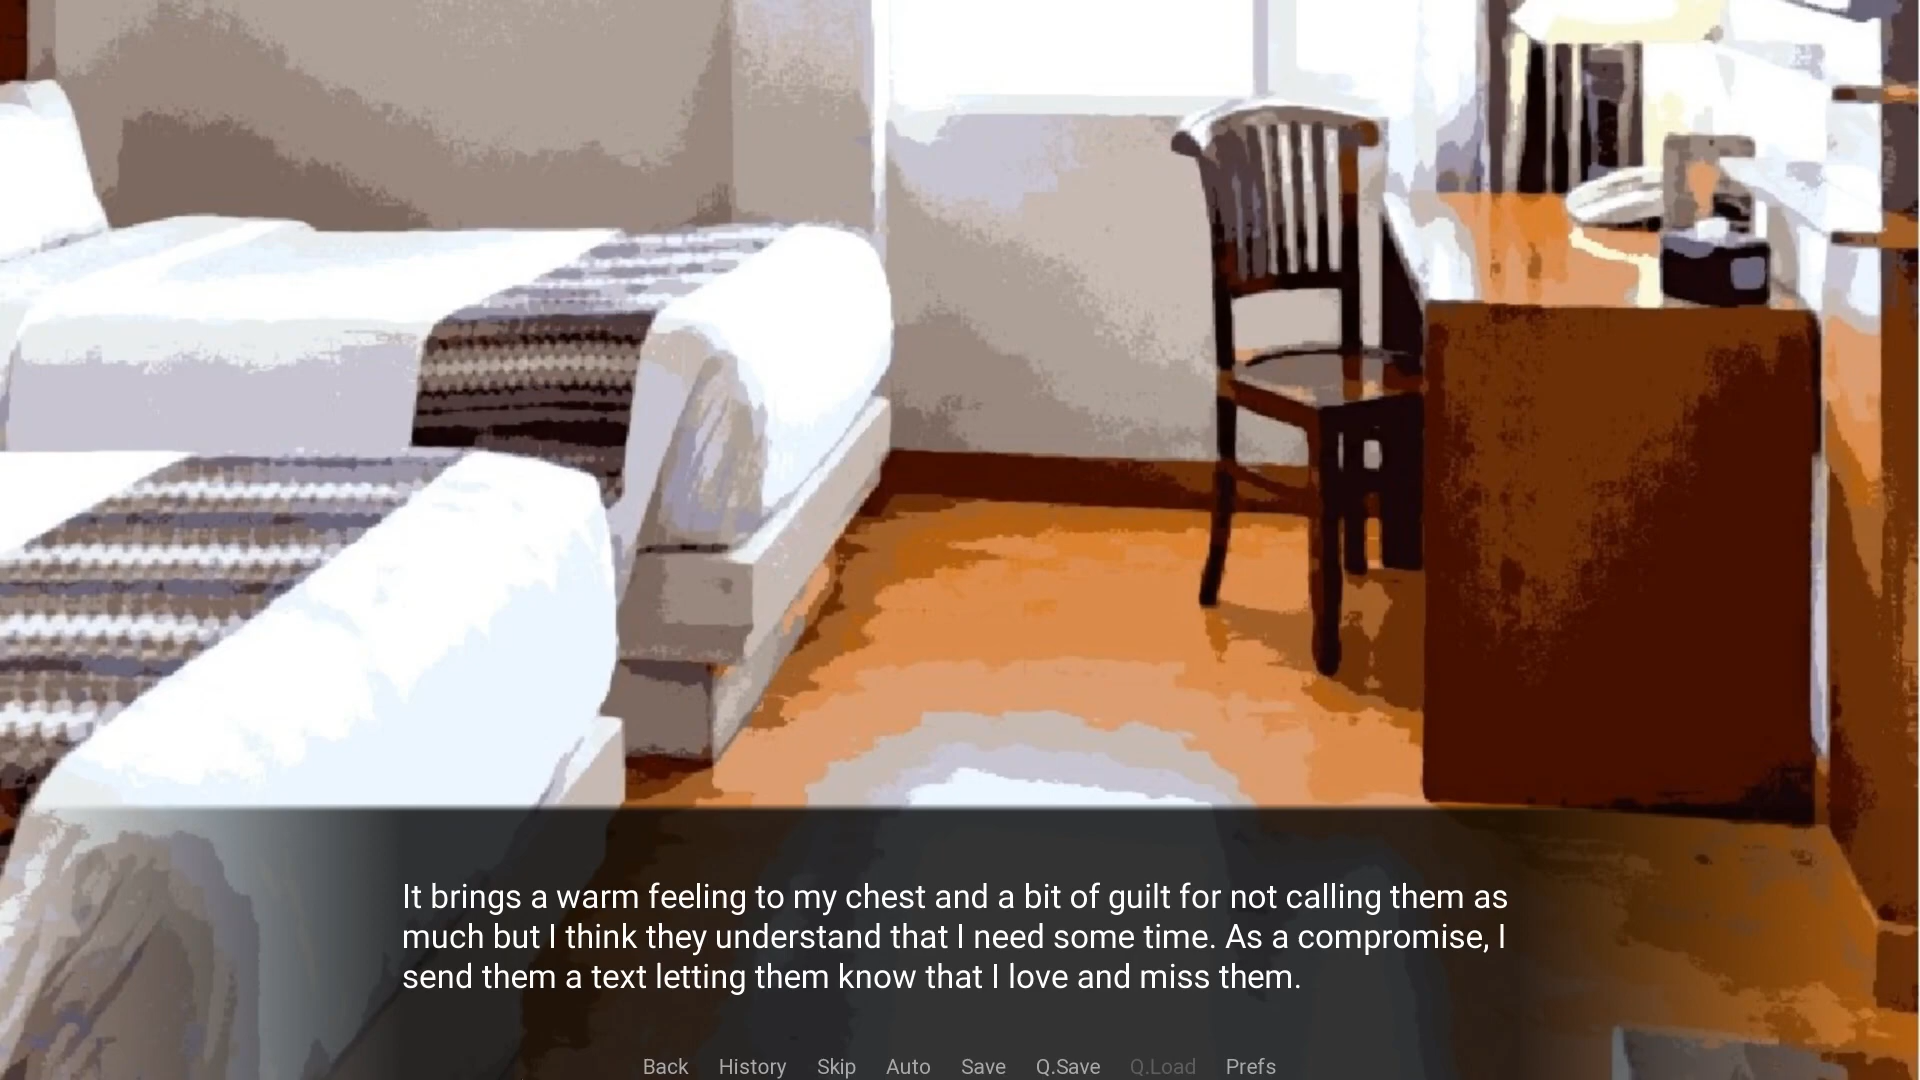 It brings a warm feeling to my chest and a bit of guilt for not calling them as
much but I think they understand that I need some time. As a compromise, I
send them a text letting them know that I love and miss them.
Back History Skip Auto Save Q.Save Q.Load Prefs